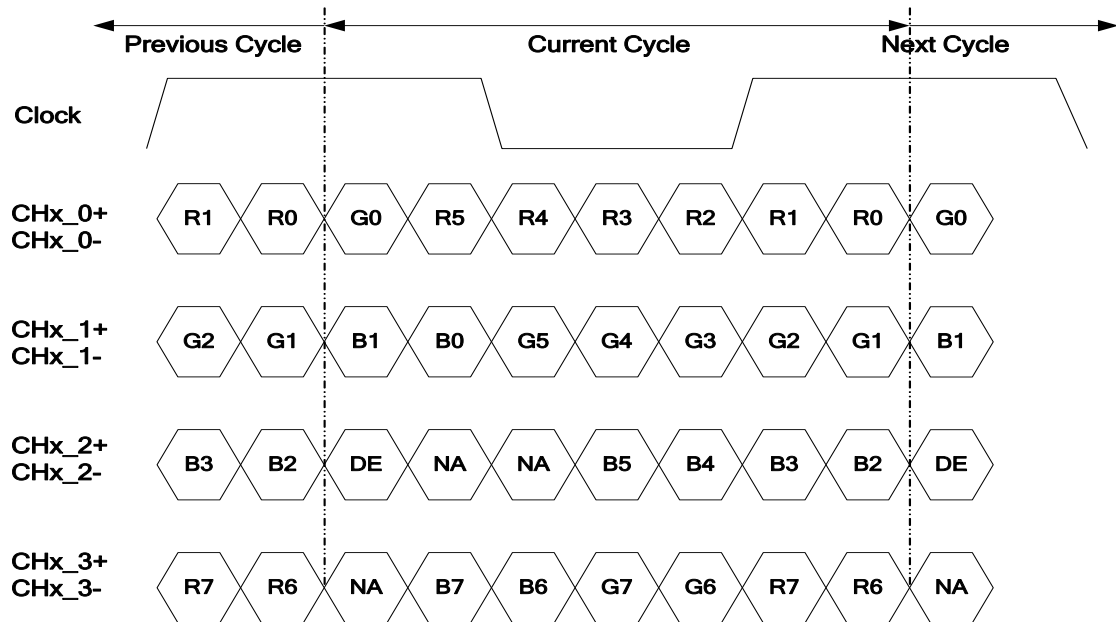 Previous Cycle Current Cycle Next Cycle
Clock
CHx_0+
CHx_0-
R1 R0 G0 R5 R4 R3 R2 R1 R0 G0
CHx_1+
CHx_1-
G2 G1 B1 B0 G5 G4 G3 G2 G1 B1
CHx_2+
CHx_2-
B3 B2 DE NA NA B5 B4 B3 B2 DE
CHx_3+
CHx_3-
R7 R6 NA B7 B6 G7 G6 R7 R6 NA